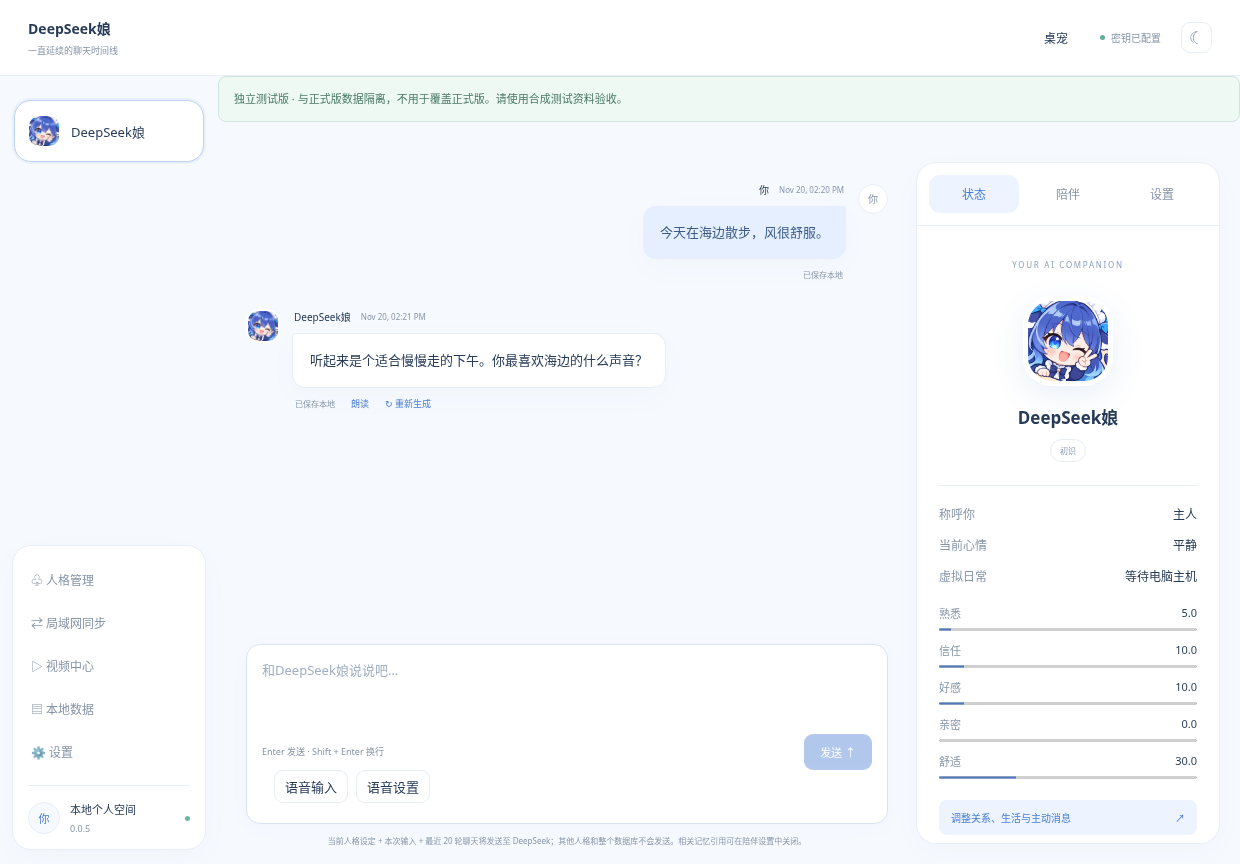 DeepSeek娘
一直延续的聊天时间线
桌宠
密钥已配置
DeepSeek娘
独立测试版 · 与正式版数据隔离，不用于覆盖正式版。请使用合成测试资料验收。
你 Nov 20, 02:20 PM
你
今天在海边散步，风很舒服。
已保存本地
DeepSeek娘 Nov 20, 02:21 PM
听起来是个适合慢慢走的下午。你最喜欢海边的什么声音？
已保存本地 朗读 ↻ 重新生成
人格管理
⇄ 局域网同步
▷ 视频中心
▤ 本地数据
⚙️ 设置
你
本地个人空间
0.0.5
和DeepSeek娘说说吧...
Enter 发送 · Shift + Enter 换行
发送 ↑
语音输入 语音设置
当前人格设定 + 本次输入 + 最近 20 轮聊天将发送至 DeepSeek；其他人格和整个数据库不会发送。相关记忆引用可在陪伴设置中关闭。
状态 陪伴 设置
YOUR AI COMPANION
DeepSeek娘
初识
称呼你 主人
当前心情 平静
虚拟日常 等待电脑主机
熟悉 5.0
信任 10.0
好感 10.0
亲密 0.0
舒适 30.0
调整关系、生活与主动消息 ↗